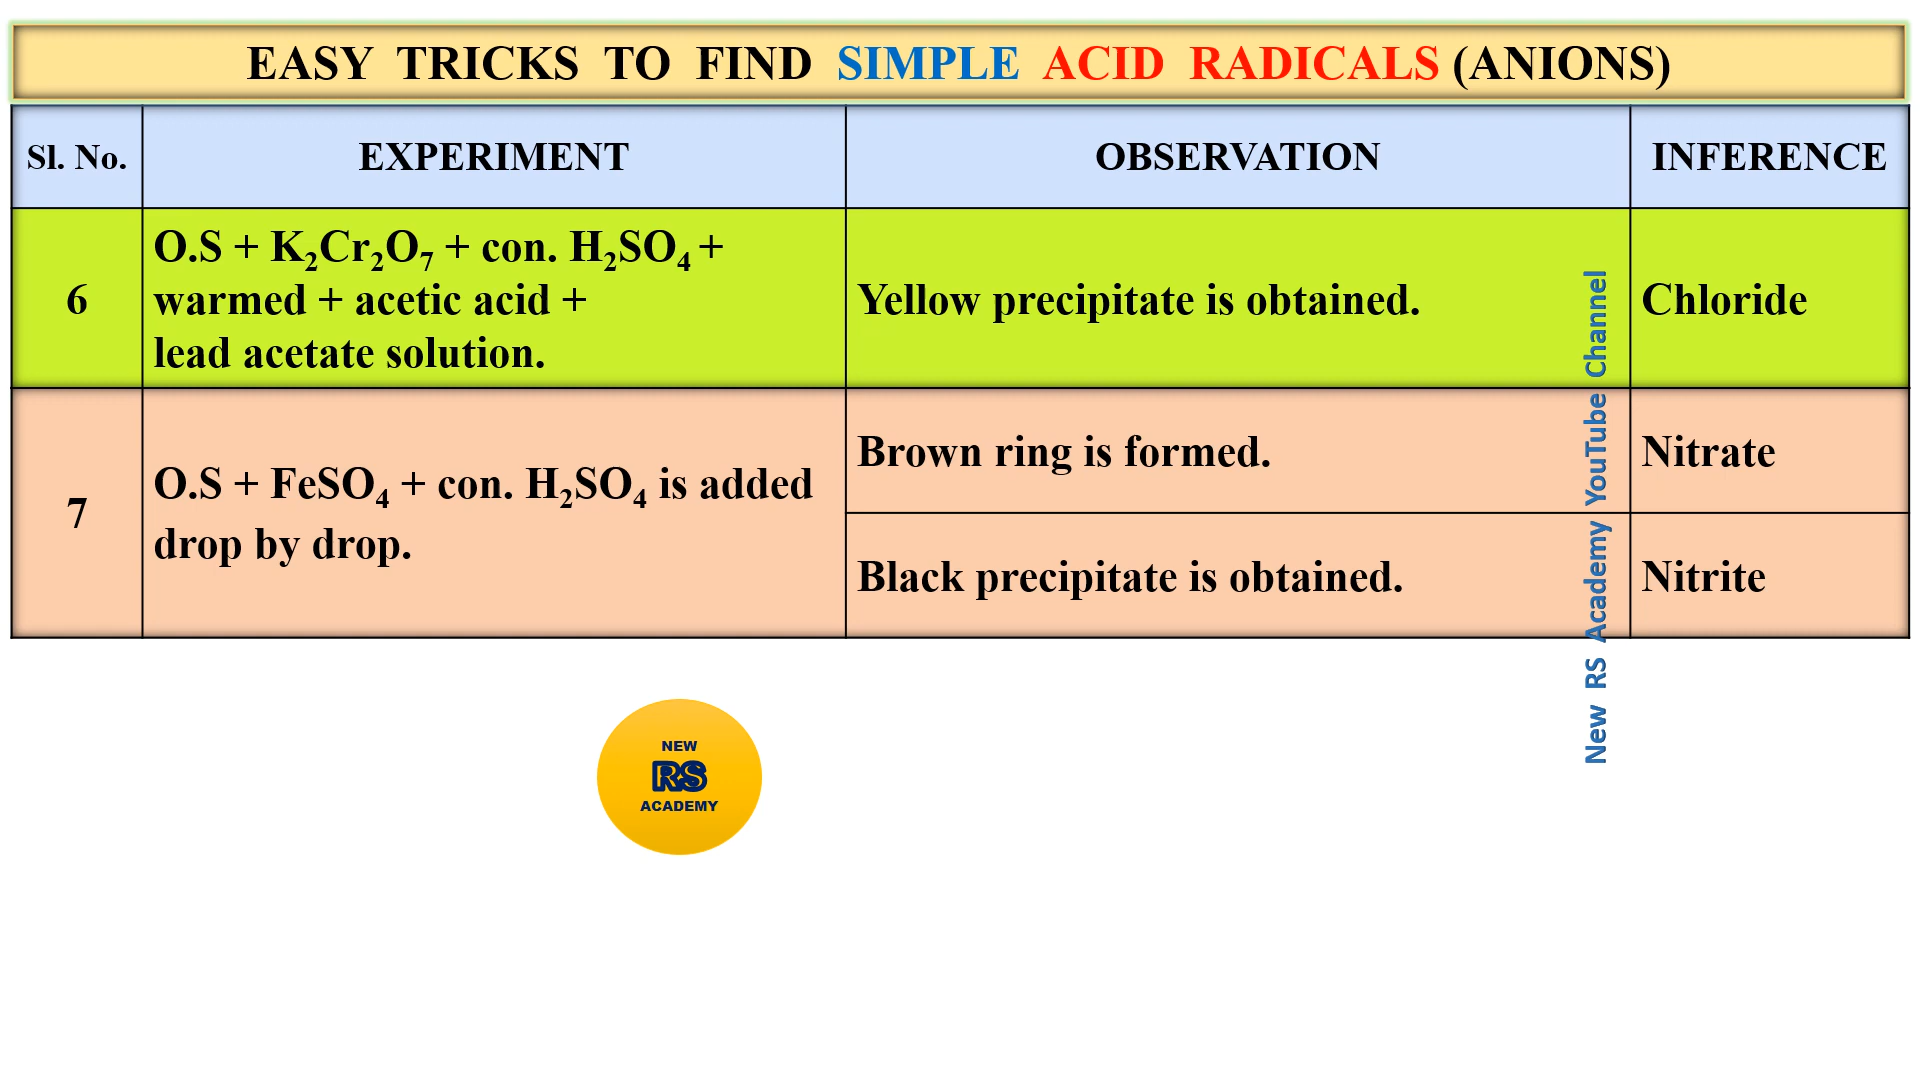 EASY TRICKS TO FIND SIMPLE ACID RADICALS (ANIONS)
Sl. No.
EXPERIMENT
OBSERVATION
INFERENCE
6
O.S + K₂Cr₂O₇ + con. H₂SO₄ +
warmed + acetic acid +
lead acetate solution.
Yellow precipitate is obtained.
Chloride
7
O.S + FeSO₄ + con. H₂SO₄ is added
drop by drop.
Brown ring is formed.
Nitrate
Black precipitate is obtained.
Nitrite
New RS Academy YouTube Channel
NEW
RS
ACADEMY